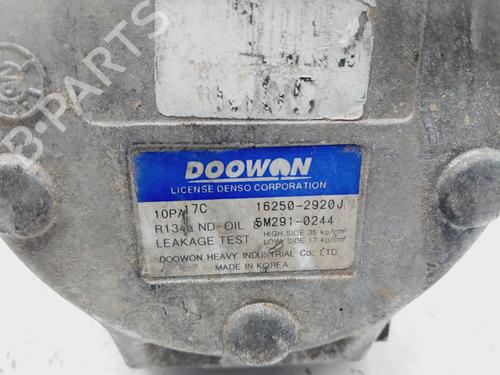 B-PARTS
DOOWON
LICENSE DENSO CORPORATION
10PA17C 16250-2920J
R134a ND-OIL 8 5M291-0244
LEAKAGE TEST HIGH SIDE 36 kg/cm² LOW SIDE 17 kg/cm²
DOOWON HEAVY INDUSTRIAL Co., LTD.
MADE IN KOREA